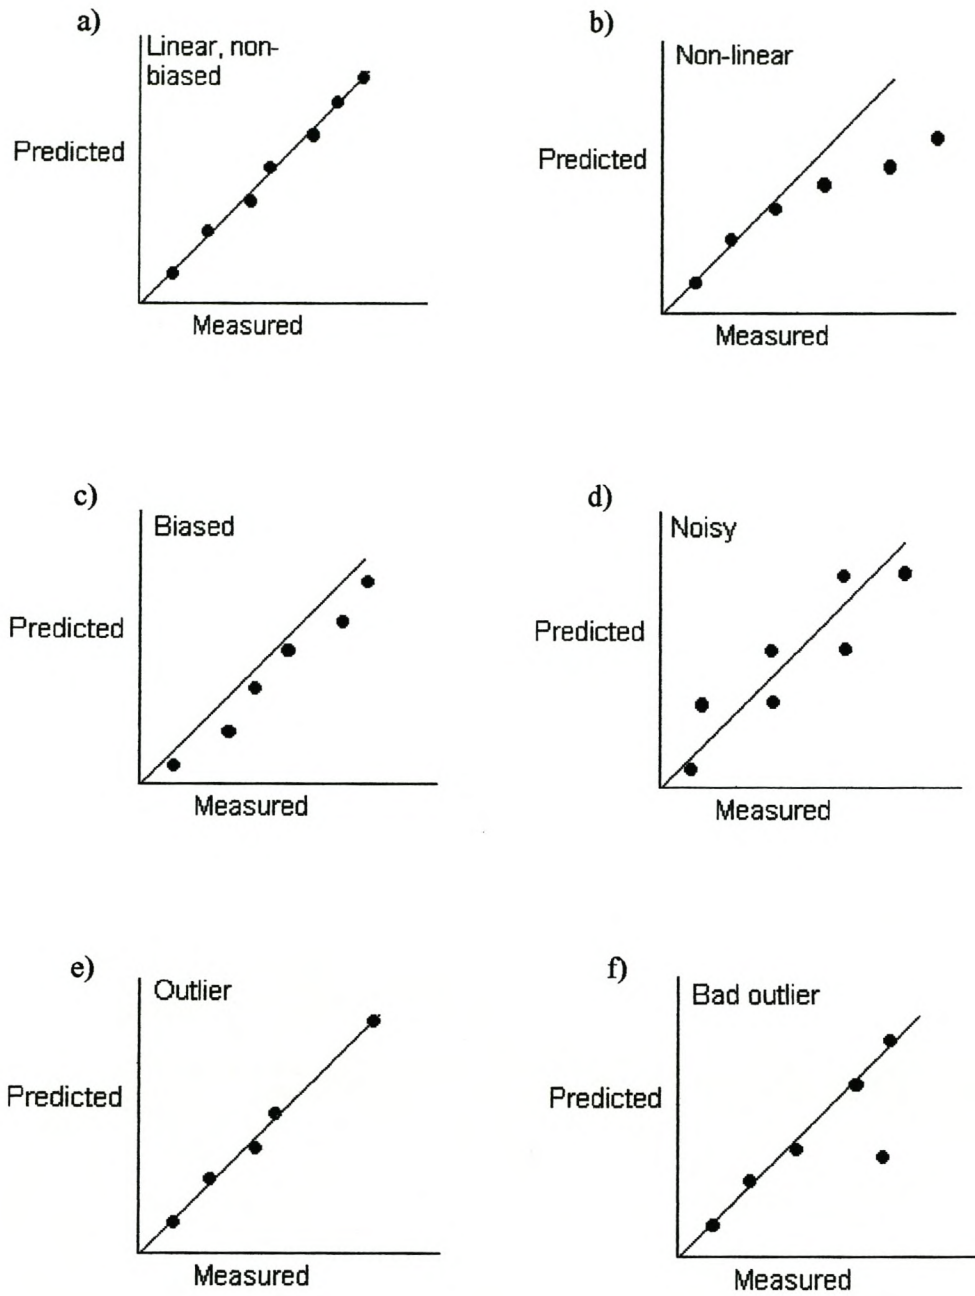 a)
Linear, non-
biased
Predicted
Measured
b)
Non-linear
Predicted
Measured
c)
Biased
Predicted
Measured
d)
Noisy
Predicted
Measured
e)
Outlier
Predicted
Measured
f)
Bad outlier
Predicted
Measured